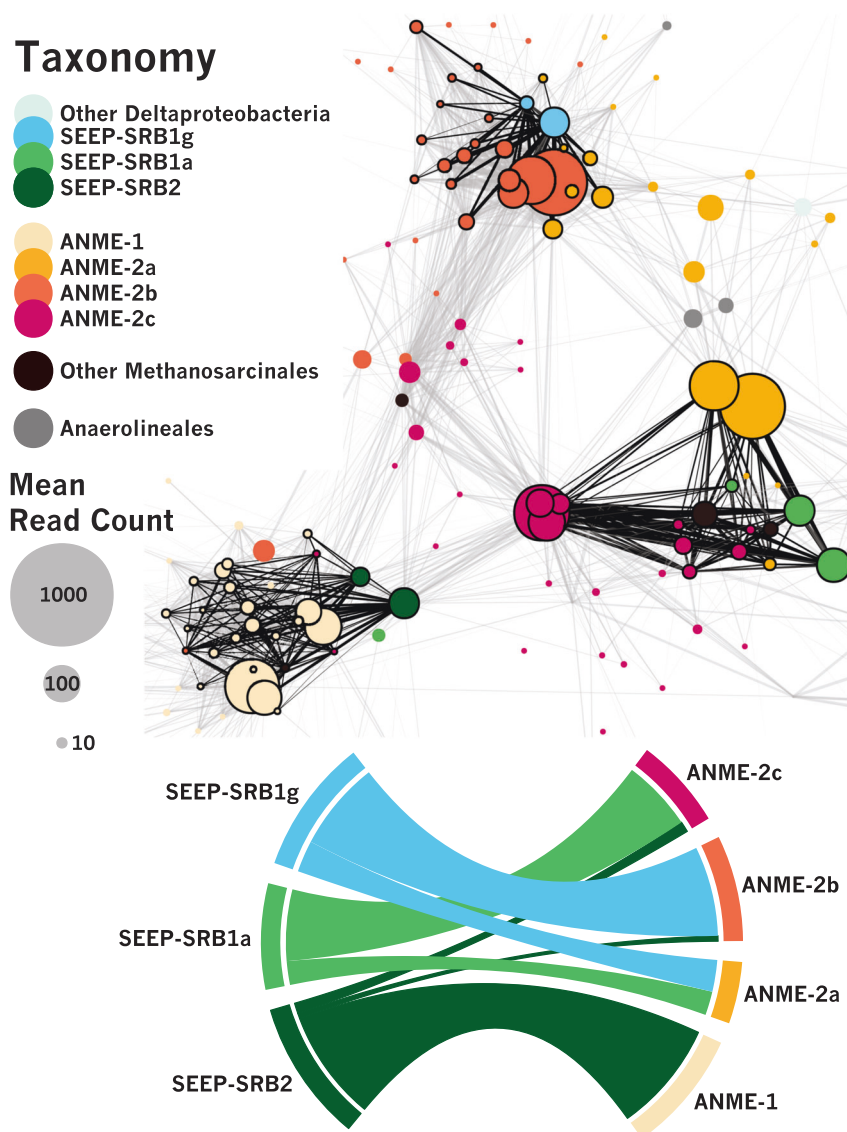 Taxonomy
Other Deltaproteobacteria
SEEP-SRB1g
SEEP-SRB1a
SEEP-SRB2
ANME-1
ANME-2a
ANME-2b
ANME-2c
Other Methanosarcinales
Anaerolineales
Mean
Read Count
1000
100
10
SEEP-SRB1g
SEEP-SRB1a
SEEP-SRB2
ANME-2c
ANME-2b
ANME-2a
ANME-1